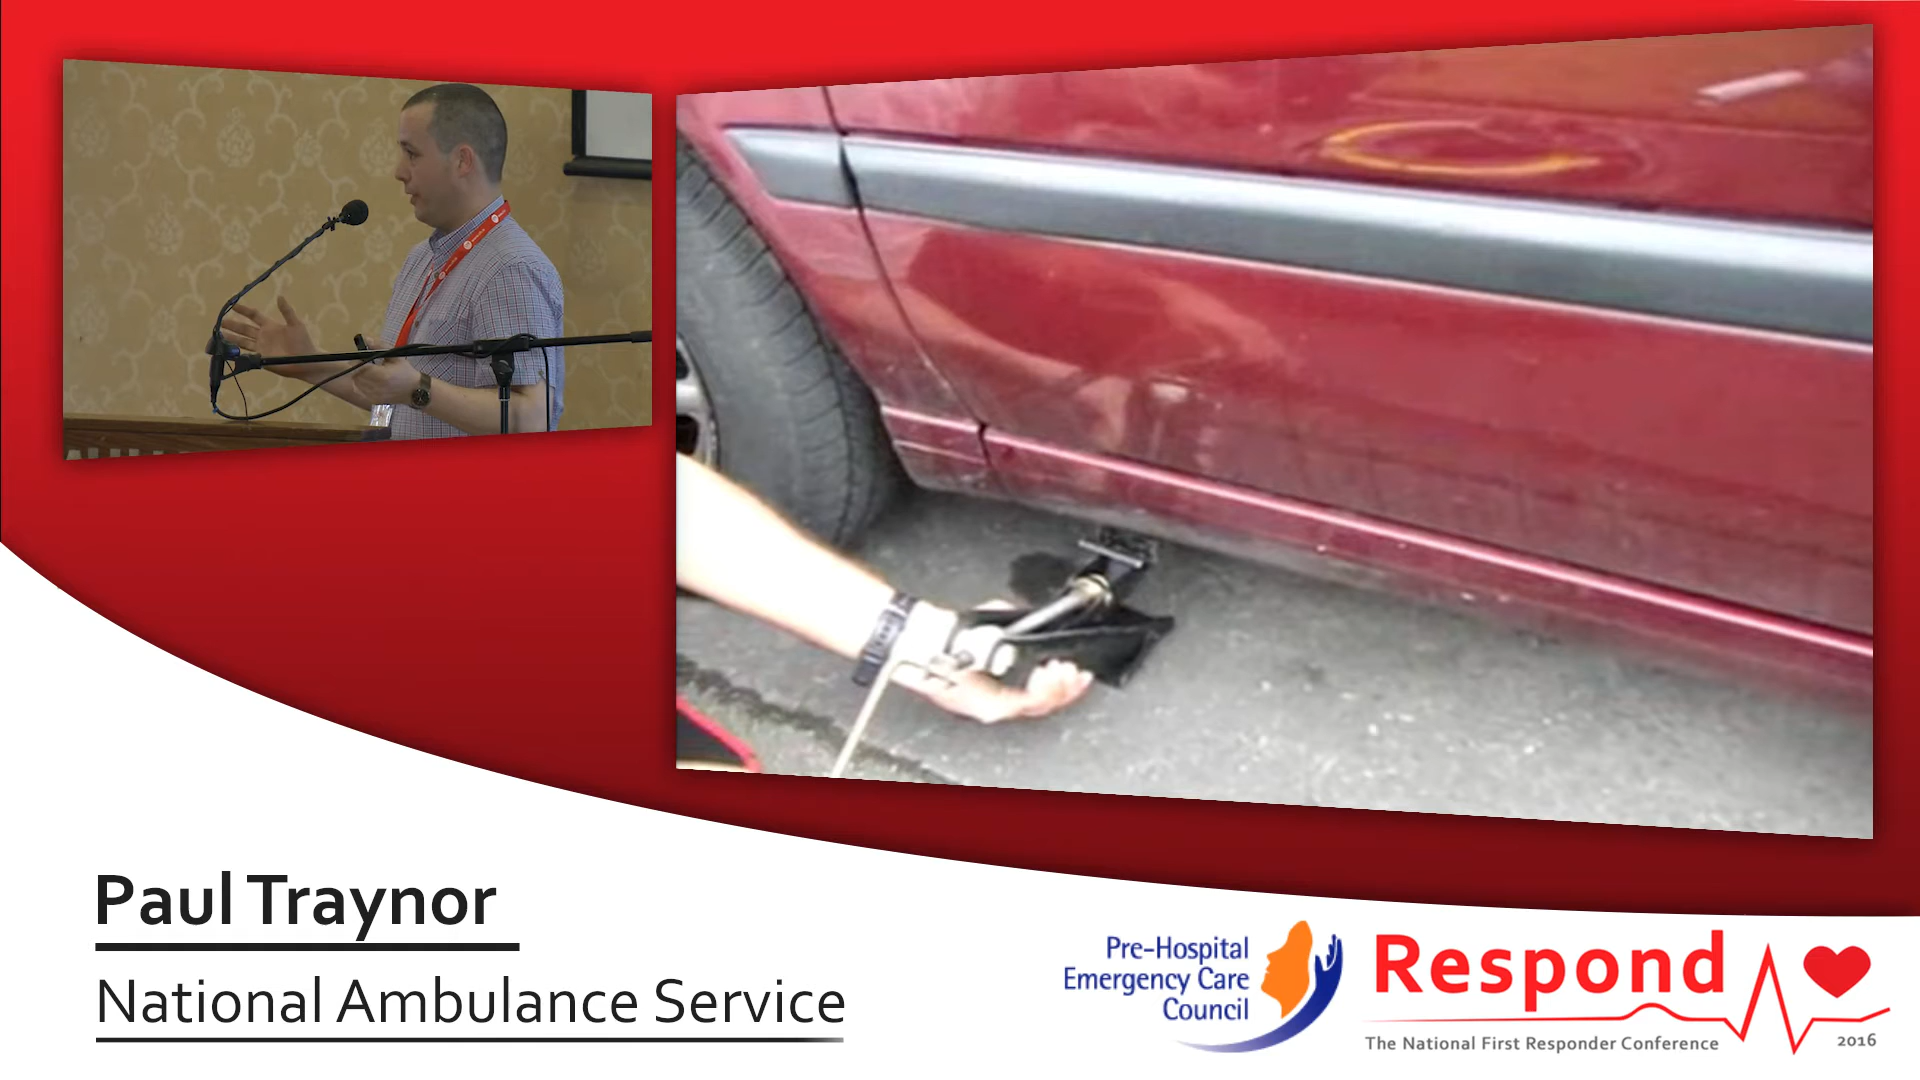 Paul Traynor
National Ambulance Service
Pre-Hospital
Emergency Care
Council
Respond
The National First Responder Conference
2016